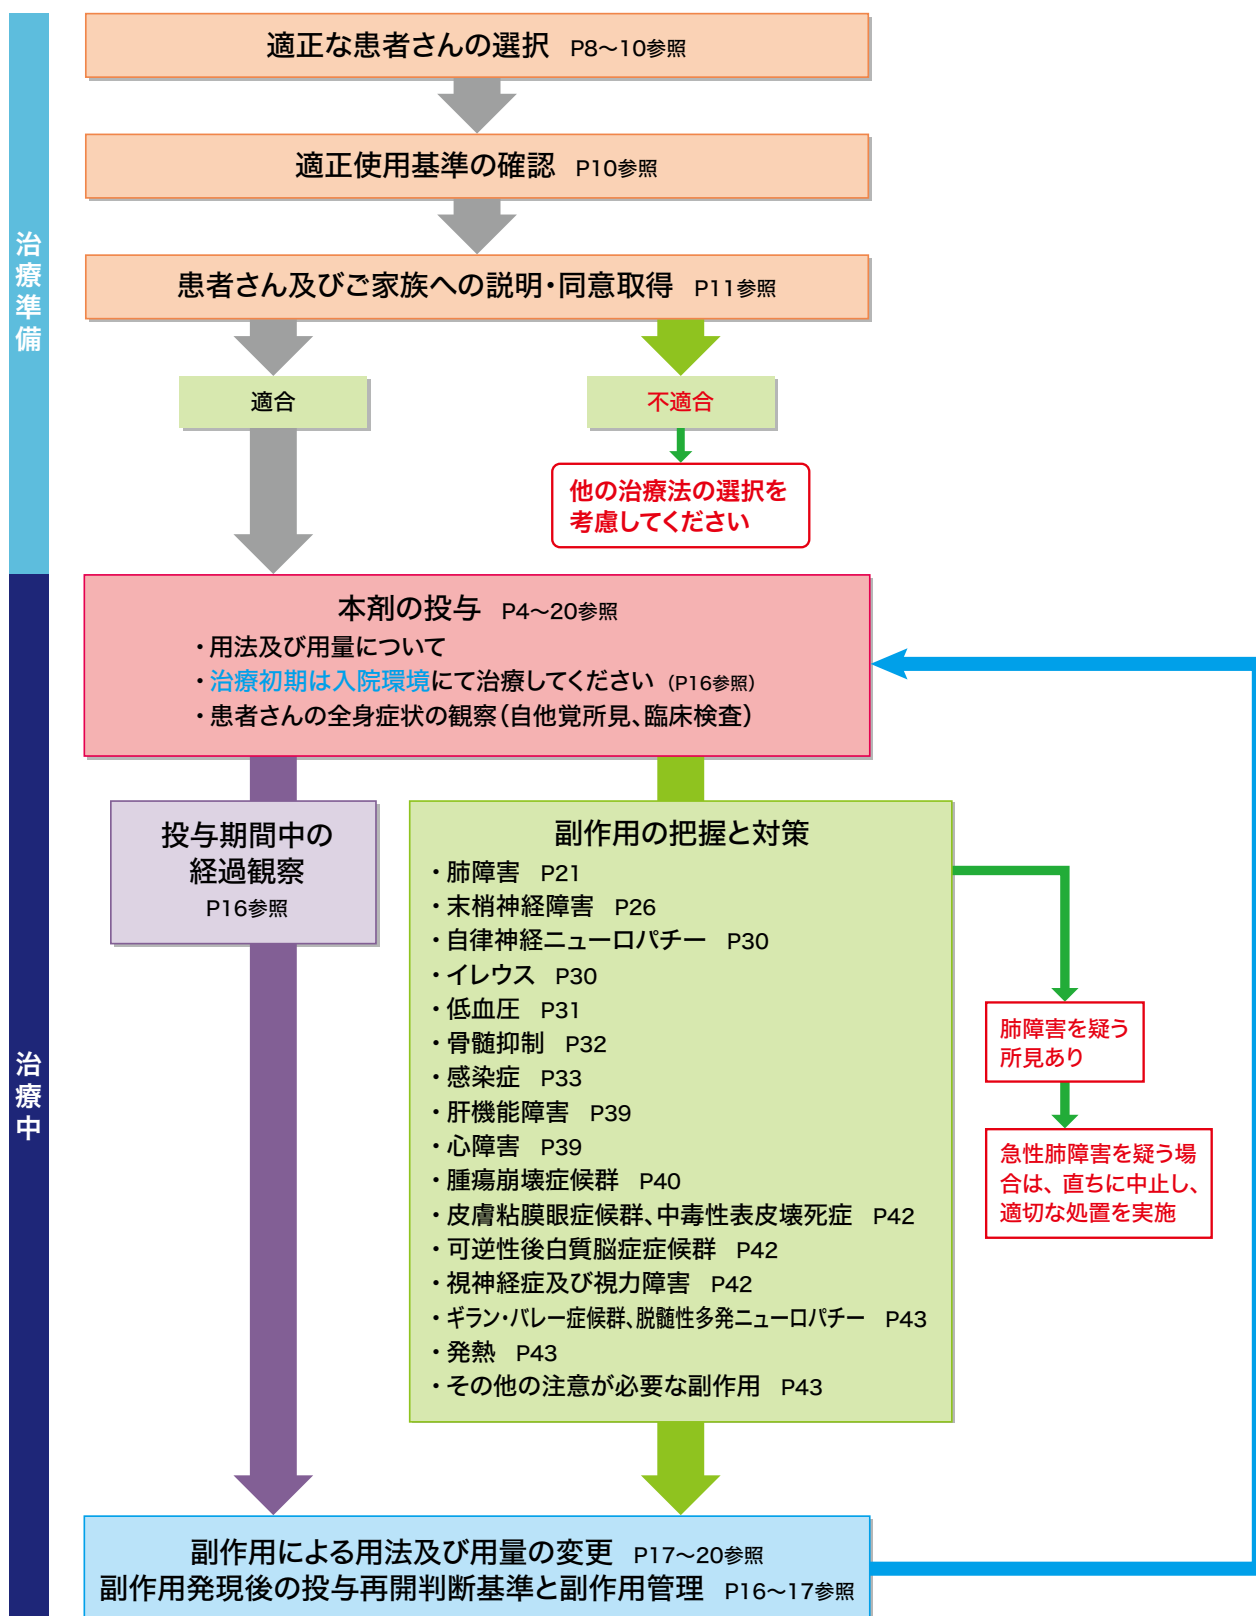 治療準備
適正な患者さんの選択 P8～10参照
適正使用基準の確認 P10参照
患者さん及びご家族への説明・同意取得 P11参照
適合
不適合
他の治療法の選択を
考慮してください
治療中
本剤の投与 P4～20参照
・用法及び用量について
・治療初期は入院環境にて治療してください（P16参照）
・患者さんの全身症状の観察（自他覚所見、臨床検査）
投与期間中の
経過観察
P16参照
副作用の把握と対策
・肺障害 P21
・末梢神経障害 P26
・自律神経ニューロパチー P30
・イレウス P30
・低血圧 P31
・骨髄抑制 P32
・感染症 P33
・肝機能障害 P39
・心障害 P39
・腫瘍崩壊症候群 P40
・皮膚粘膜眼症候群、中毒性表皮壊死症 P42
・可逆性後白質脳症症候群 P42
・視神経症及び視力障害 P42
・ギラン・バレー症候群、脱髄性多発ニューロパチー P43
・発熱 P43
・その他の注意が必要な副作用 P43
肺障害を疑う
所見あり
急性肺障害を疑う場
合は、直ちに中止し、
適切な処置を実施
副作用による用法及び用量の変更 P17～20参照
副作用発現後の投与再開判断基準と副作用管理 P16～17参照